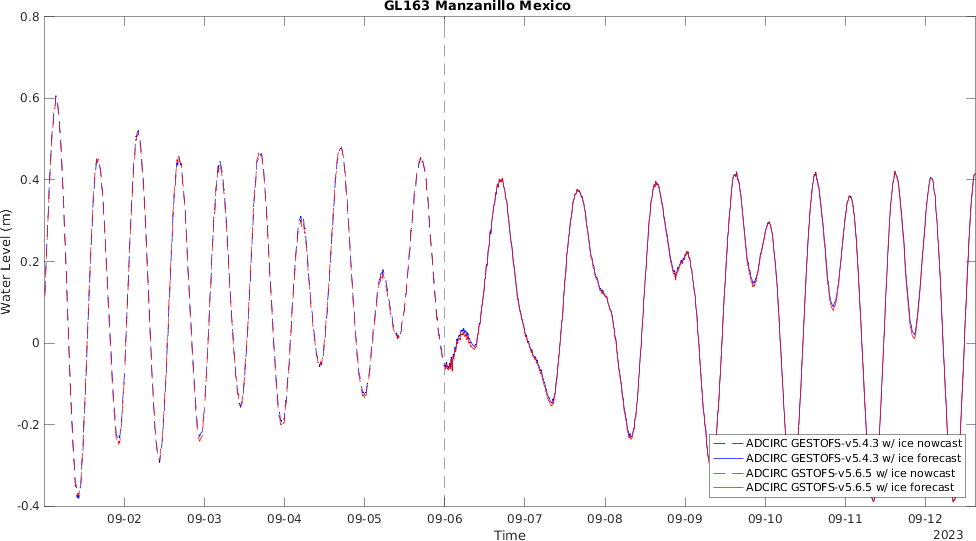 GL163 Manzanillo Mexico
0.8
0.6
0.4
0.2
0
-0.2
-0.4
Water Level (m)
ADCIRC GESTOFS-v5.4.3 w/ ice nowcast
ADCIRC GESTOFS-v5.4.3 w/ ice forecast
ADCIRC GSTOFS-v5.6.5 w/ ice nowcast
ADCIRC GSTOFS-v5.6.5 w/ ice forecast
09-02 09-03 09-04 09-05 09-06 09-07 09-08 09-09 09-10 09-11 09-12
Time
2023